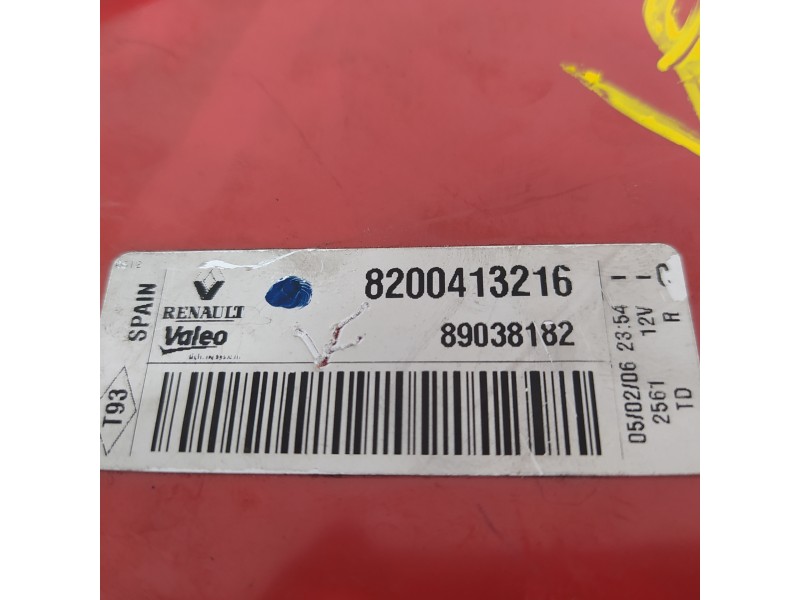 SPAIN
RENAULT
Valeo
8200413216
89038182
T93
05/02/06 23:54
2561 12V
TD R